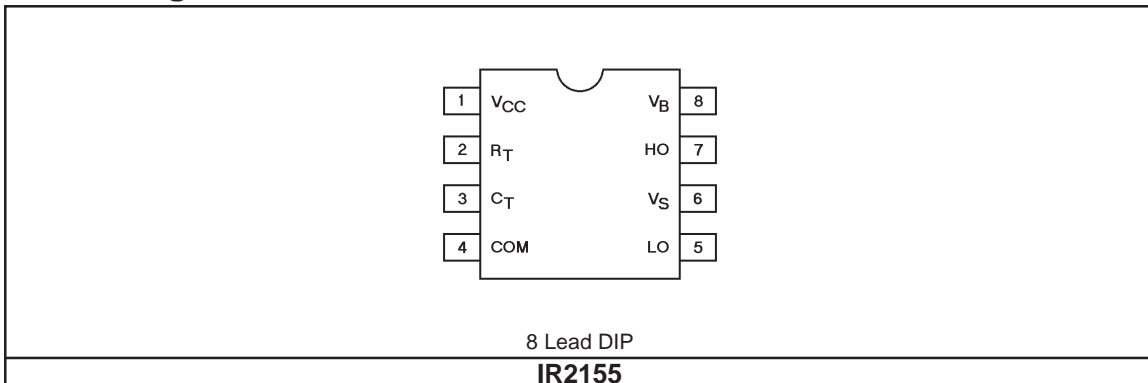 1 VCC VB 8
2 RT HO 7
3 CT VS 6
4 COM LO 5
8 Lead DIP
IR2155